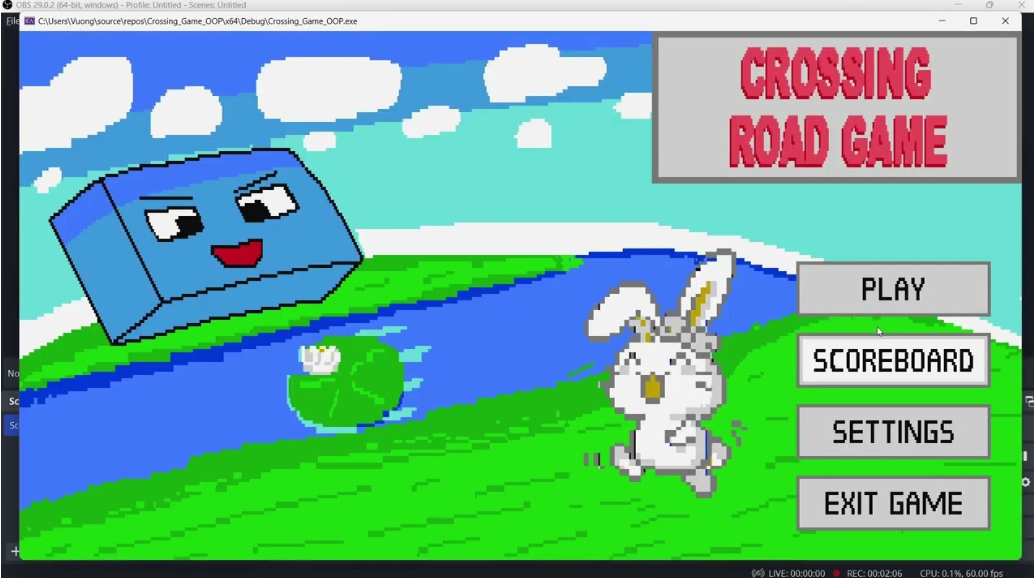 OBS 29.0.2 (64-bit, windows) - Profile: Untitled - Scenes: Untitled
File
C:\Users\Vuong\source\repos\Crossing_Game_OOP\x64\Debug\Crossing_Game_OOP.exe
CROSSING
ROAD GAME
PLAY
SCOREBOARD
SETTINGS
EXIT GAME
No
Sc
Sc
LIVE: 00:00:00 REC: 00:02:06 CPU: 0.1%, 60.00 fps